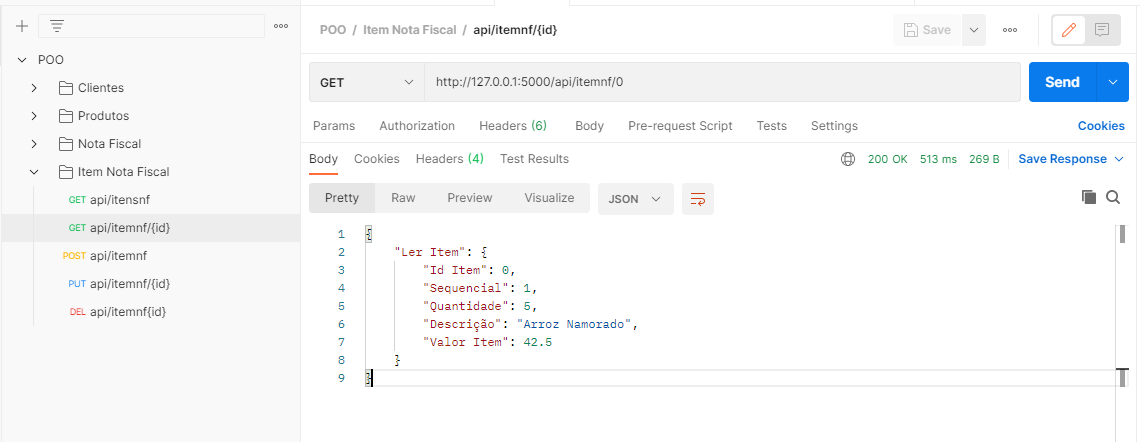 POO
Clientes
Produtos
Nota Fiscal
Item Nota Fiscal
GET api/itensnf
GET api/itemnf/{id}
POST api/itemnf
PUT api/itemnf/{id}
DEL api/itemnf{id}
POO / Item Nota Fiscal / api/itemnf/{id}
Save
GET http://127.0.0.1:5000/api/itemnf/0 Send
Params Authorization Headers (6) Body Pre-request Script Tests Settings Cookies
Body Cookies Headers (4) Test Results 200 OK 513 ms 269 B Save Response
Pretty Raw Preview Visualize JSON
1 {
2 "Ler Item": {
3 "Id Item": 0,
4 "Sequencial": 1,
5 "Quantidade": 5,
6 "Descrição": "Arroz Namorado",
7 "Valor Item": 42.5
8 }
9 }